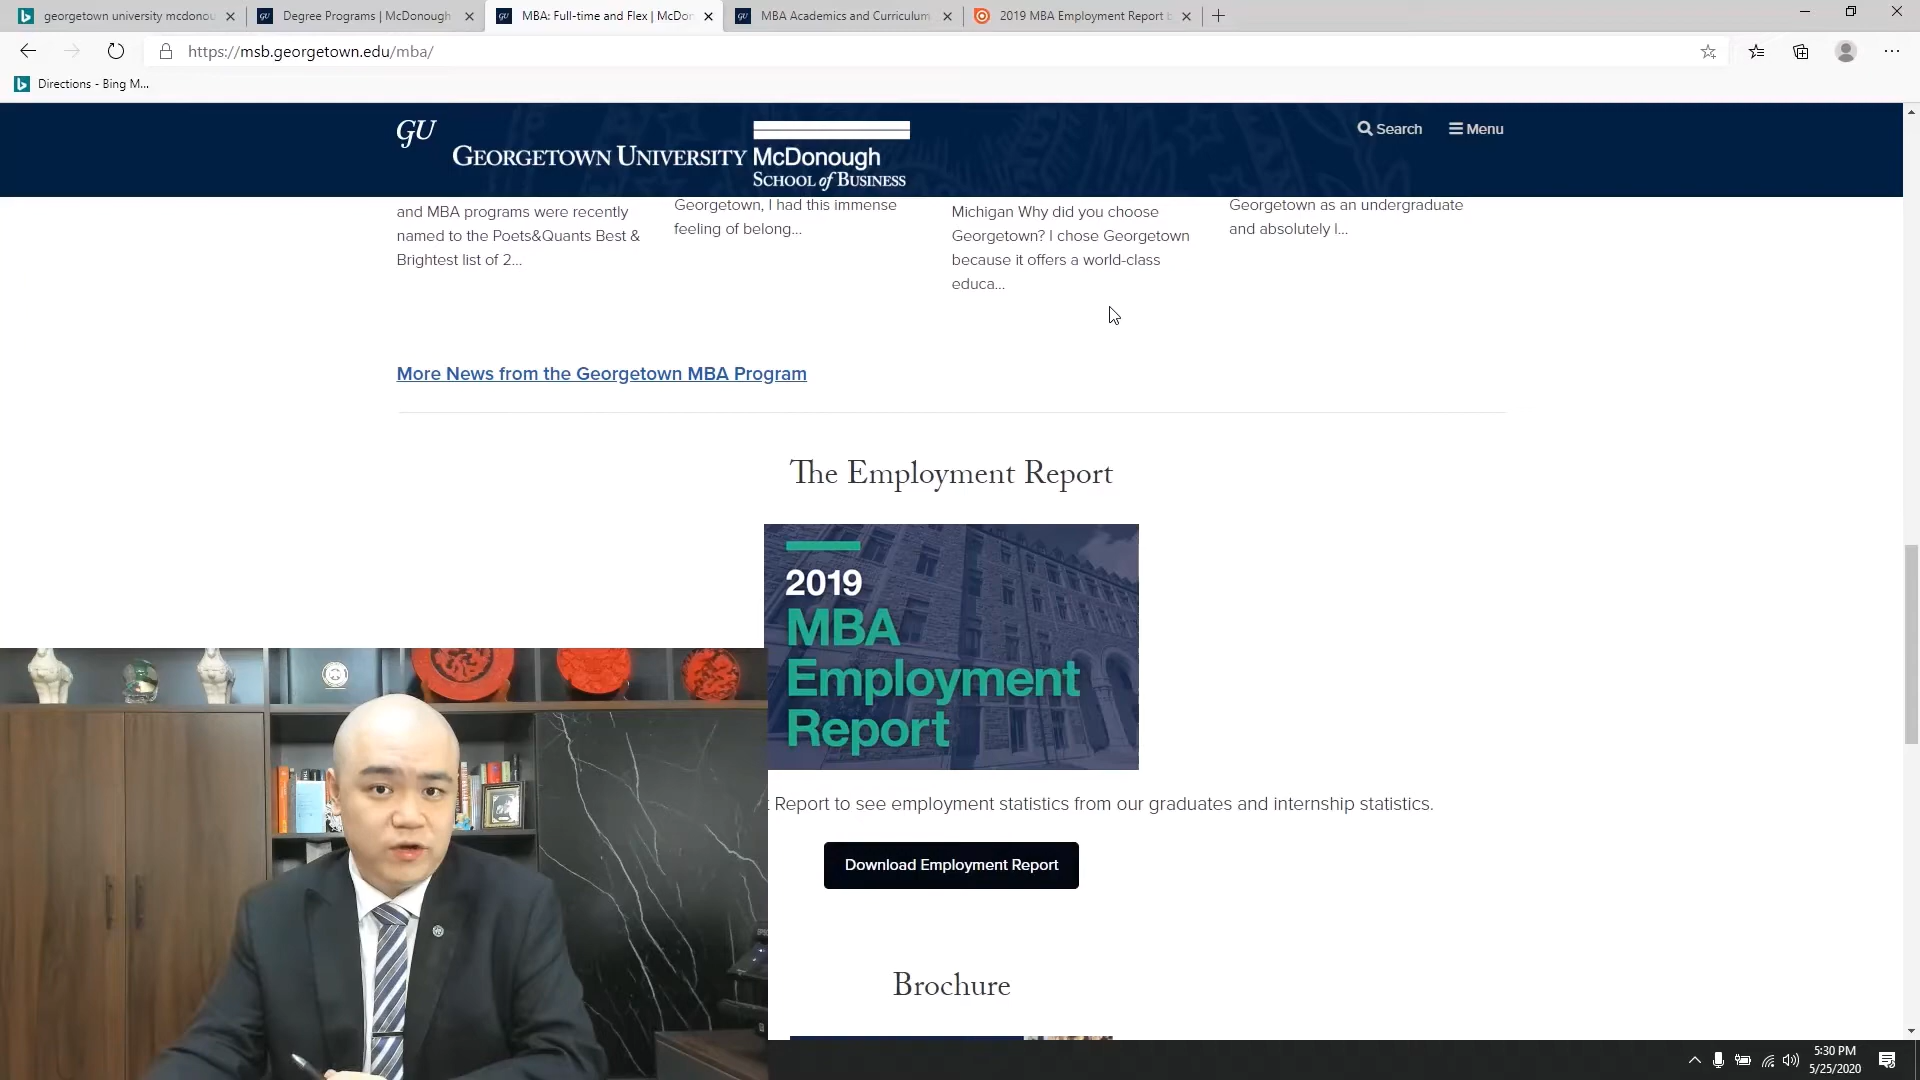 georgetown university mcdonou
Degree Programs | McDonough
MBA: Full-time and Flex | McDon
MBA Academics and Curriculum
2019 MBA Employment Report b
https://msb.georgetown.edu/mba/
Directions - Bing M...
GU
GEORGETOWN UNIVERSITY
McDonough
SCHOOL of BUSINESS
Search
Menu
and MBA programs were recently
named to the Poets&Quants Best &
Brightest list of 2...
Georgetown, I had this immense
feeling of belong...
Michigan Why did you choose
Georgetown? I chose Georgetown
because it offers a world-class
educa...
Georgetown as an undergraduate
and absolutely l...
More News from the Georgetown MBA Program
The Employment Report
2019
MBA
Employment
Report
Report to see employment statistics from our graduates and internship statistics.
Download Employment Report
Brochure
5:30 PM
5/25/2020